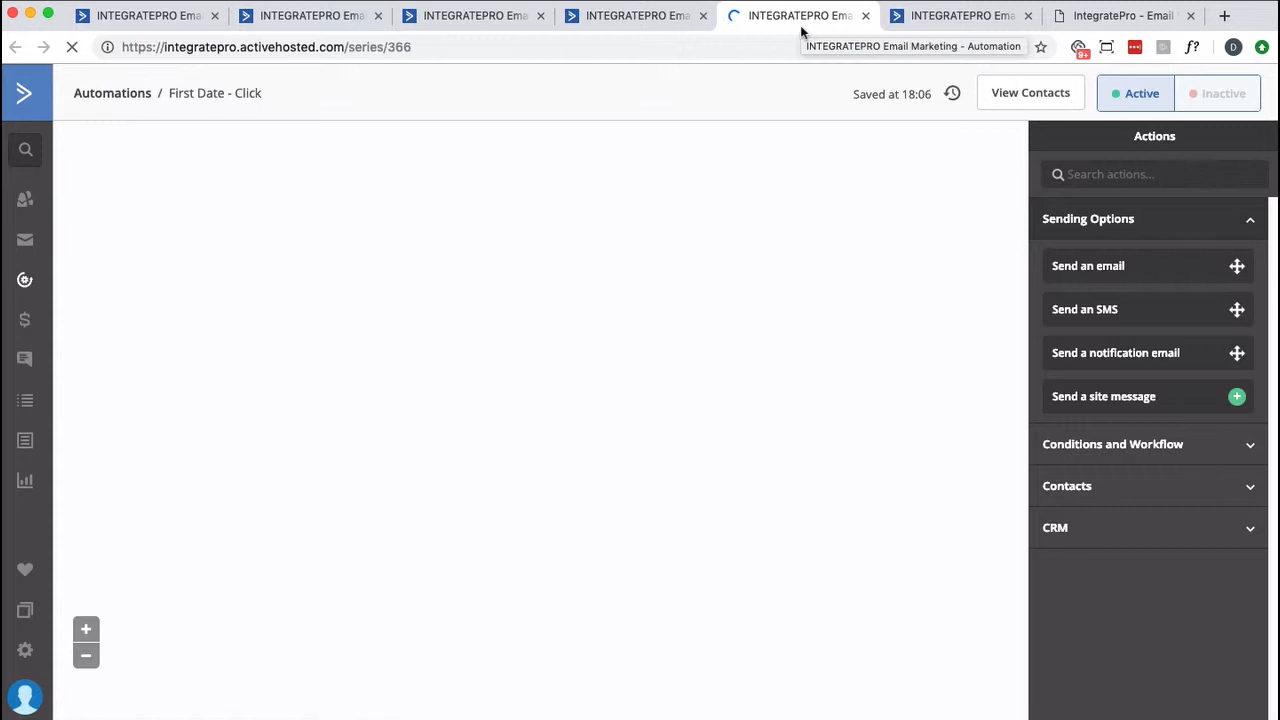 INTEGRATEPRO Ema
INTEGRATEPRO Ema
INTEGRATEPRO Ema
INTEGRATEPRO Ema
INTEGRATEPRO Ema
INTEGRATEPRO Ema
IntegratePro - Email
https://integratepro.activehosted.com/series/366
INTEGRATEPRO Email Marketing - Automation
9+
f?
D
Automations / First Date - Click
Saved at 18:06
View Contacts
Active
Inactive
Actions
Search actions...
Sending Options
Send an email
Send an SMS
Send a notification email
Send a site message
Conditions and Workflow
Contacts
CRM
+
−